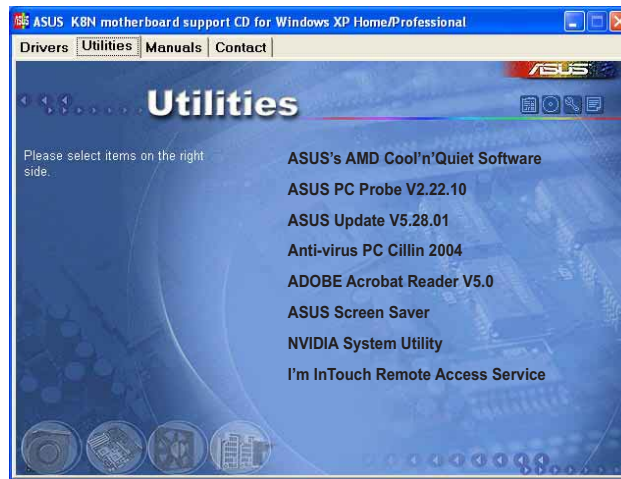 ASUS K8N motherboard support CD for Windows XP Home/Professional
Drivers Utilities Manuals Contact
ASUS
Utilities
Please select items on the right
side.
ASUS's AMD Cool'n'Quiet Software
ASUS PC Probe V2.22.10
ASUS Update V5.28.01
Anti-virus PC Cillin 2004
ADOBE Acrobat Reader V5.0
ASUS Screen Saver
NVIDIA System Utility
I'm InTouch Remote Access Service